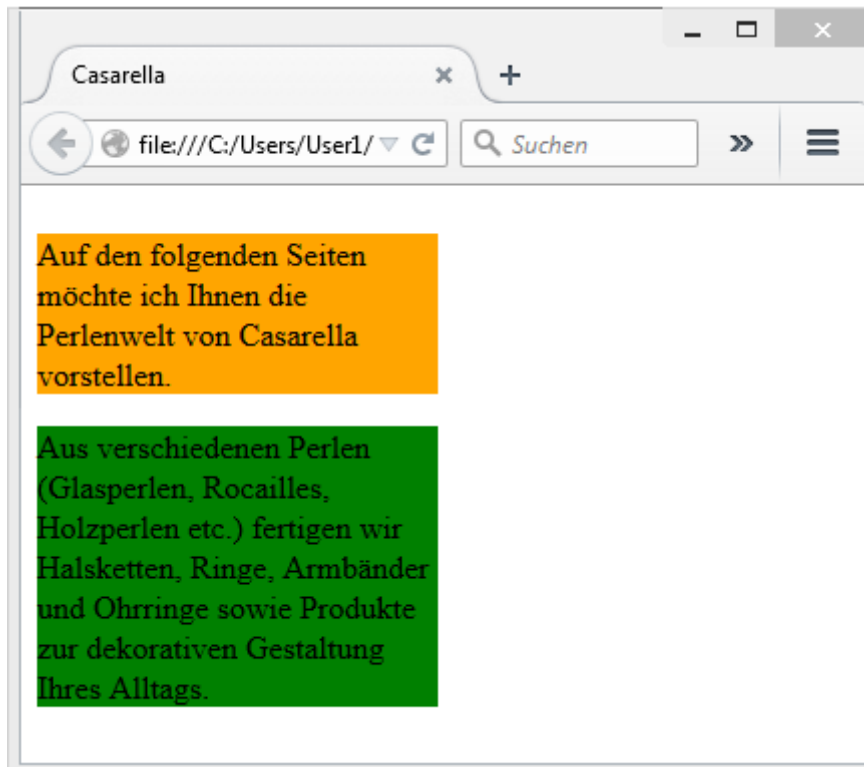 Casarella
file:///C:/Users/User1/
Suchen
Auf den folgenden Seiten
möchte ich Ihnen die
Perlenwelt von Casarella
vorstellen.
Aus verschiedenen Perlen
(Glasperlen, Rocailles,
Holzperlen etc.) fertigen wir
Halsketten, Ringe, Armbänder
und Ohrringe sowie Produkte
zur dekorativen Gestaltung
Ihres Alltags.